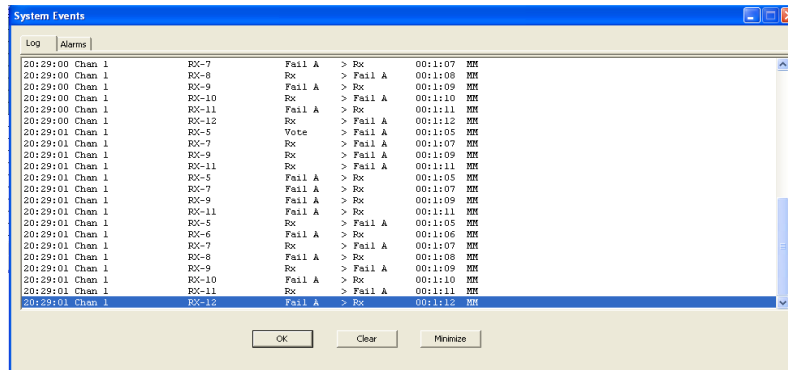 System Events
Log Alarms
20:29:00 Chan 1 RX-7 Fail A > Rx 00:1:07 MM
20:29:00 Chan 1 RX-8 Rx > Fail A 00:1:08 MM
20:29:00 Chan 1 RX-9 Fail A > Rx 00:1:09 MM
20:29:00 Chan 1 RX-10 Rx > Fail A 00:1:10 MM
20:29:00 Chan 1 RX-11 Fail A > Rx 00:1:11 MM
20:29:00 Chan 1 RX-12 Rx > Fail A 00:1:12 MM
20:29:01 Chan 1 RX-5 Vote > Fail A 00:1:05 MM
20:29:01 Chan 1 RX-7 Rx > Fail A 00:1:07 MM
20:29:01 Chan 1 RX-9 Rx > Fail A 00:1:09 MM
20:29:01 Chan 1 RX-11 Rx > Fail A 00:1:11 MM
20:29:01 Chan 1 RX-5 Fail A > Rx 00:1:05 MM
20:29:01 Chan 1 RX-7 Fail A > Rx 00:1:07 MM
20:29:01 Chan 1 RX-9 Fail A > Rx 00:1:09 MM
20:29:01 Chan 1 RX-11 Fail A > Rx 00:1:11 MM
20:29:01 Chan 1 RX-5 Rx > Fail A 00:1:05 MM
20:29:01 Chan 1 RX-6 Fail A > Rx 00:1:06 MM
20:29:01 Chan 1 RX-7 Rx > Fail A 00:1:07 MM
20:29:01 Chan 1 RX-8 Fail A > Rx 00:1:08 MM
20:29:01 Chan 1 RX-9 Rx > Fail A 00:1:09 MM
20:29:01 Chan 1 RX-10 Fail A > Rx 00:1:10 MM
20:29:01 Chan 1 RX-11 Rx > Fail A 00:1:11 MM
20:29:01 Chan 1 RX-12 Fail A > Rx 00:1:12 MM
OK Clear Minimize